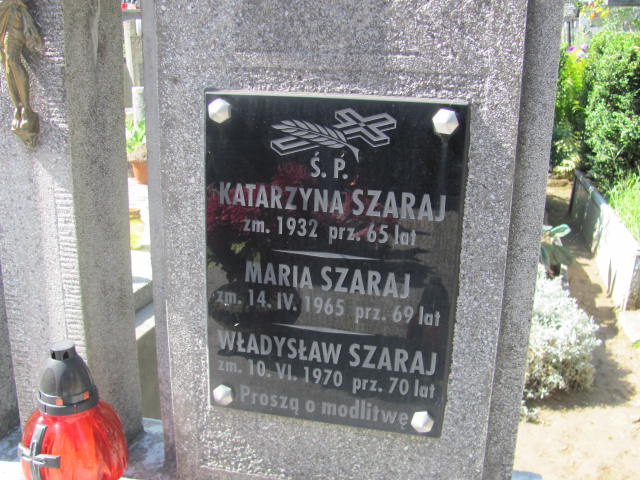 Ś. P.
KATARZYNA SZARAJ
zm. 1932 prz. 65 lat
MARIA SZARAJ
zm. 14. IV. 1965 prz. 69 lat
WŁADYSŁAW SZARAJ
zm. 10. VI. 1970 prz. 70 lat
Proszą o modlitwę